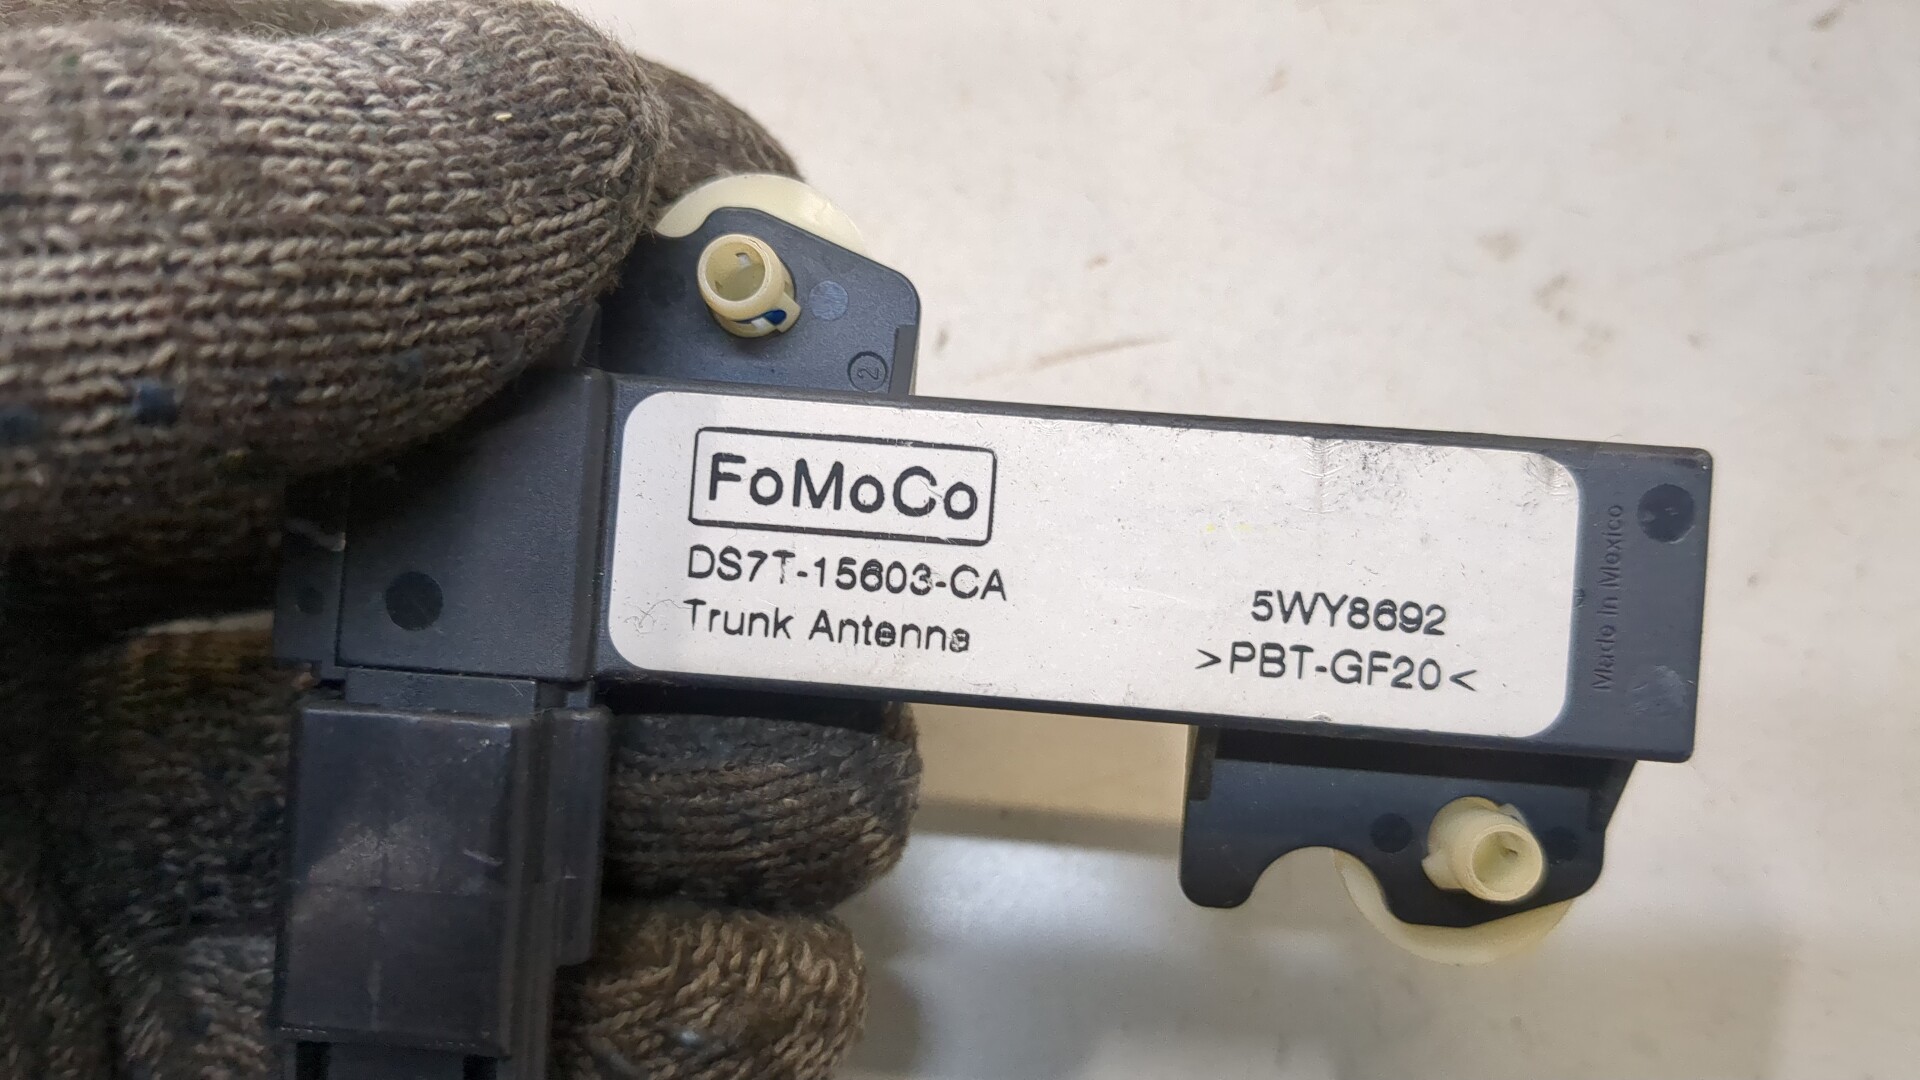 2
FoMoCo
DS7T-15603-CA
Trunk Antenna
5WY8692
>PBT-GF20<
Made in Mexico